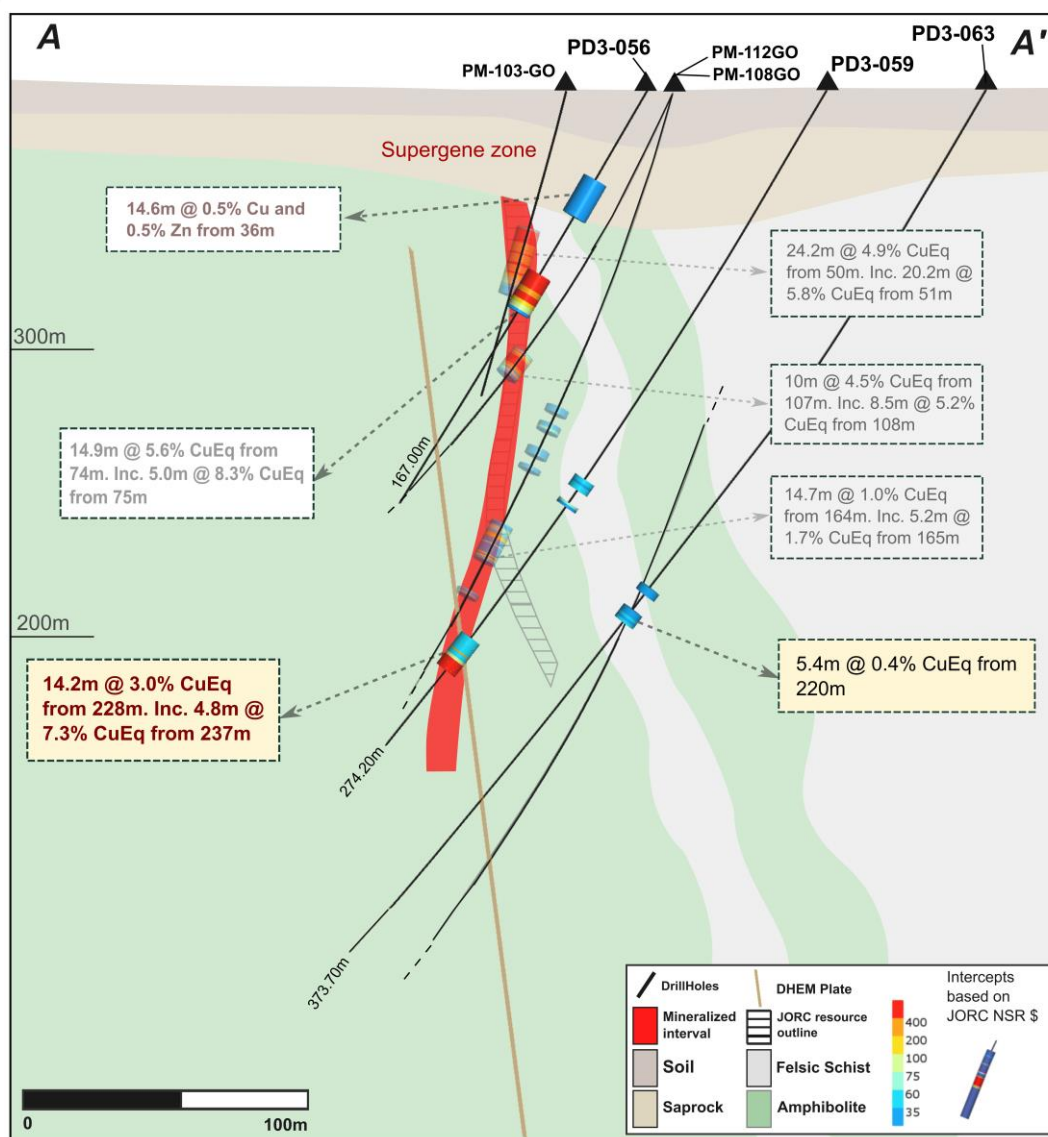 A
A'
PM-103-GO
PD3-056
PM-112GO
PM-108GO
PD3-059
PD3-063
Supergene zone
14.6m @ 0.5% Cu and
0.5% Zn from 36m
24.2m @ 4.9% CuEq
from 50m. Inc. 20.2m @
5.8% CuEq from 51m
300m
10m @ 4.5% CuEq from
107m. Inc. 8.5m @ 5.2%
CuEq from 108m
14.9m @ 5.6% CuEq from
74m. Inc. 5.0m @ 8.3% CuEq
from 75m
167.00m
14.7m @ 1.0% CuEq
from 164m. Inc. 5.2m @
1.7% CuEq from 165m
200m
14.2m @ 3.0% CuEq
from 228m. Inc. 4.8m @
7.3% CuEq from 237m
5.4m @ 0.4% CuEq from
220m
274.20m
373.70m
DrillHoles
DHEM Plate
Mineralized
interval
JORC resource
outline
Soil
Felsic Schist
Saprock
Amphibolite
400
200
100
75
60
35
Intercepts
based on
JORC NSR $
0
100m